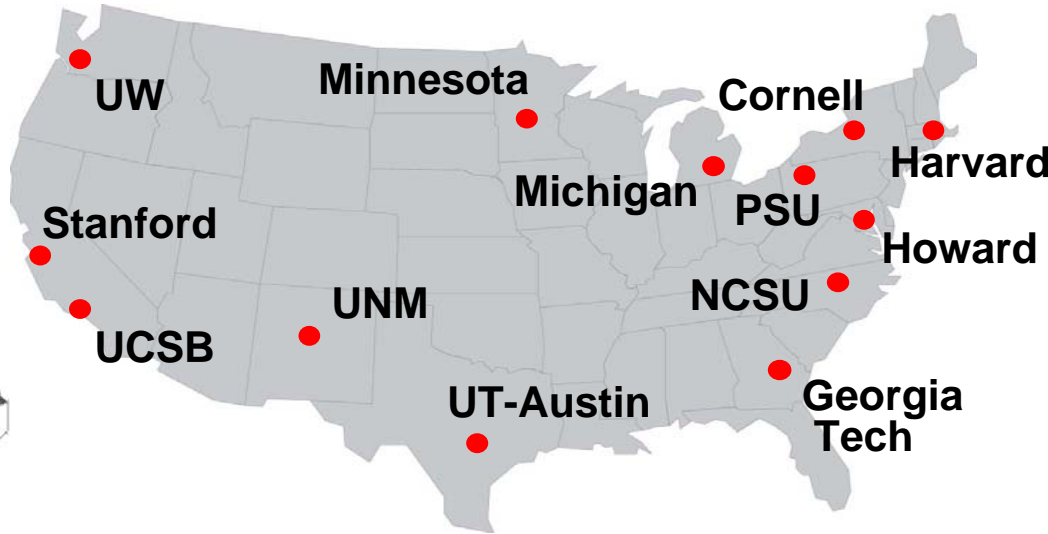 UW
Minnesota
Cornell
Harvard
Michigan
PSU
Stanford
Howard
NCSU
UNM
UCSB
UT-Austin
Georgia
Tech